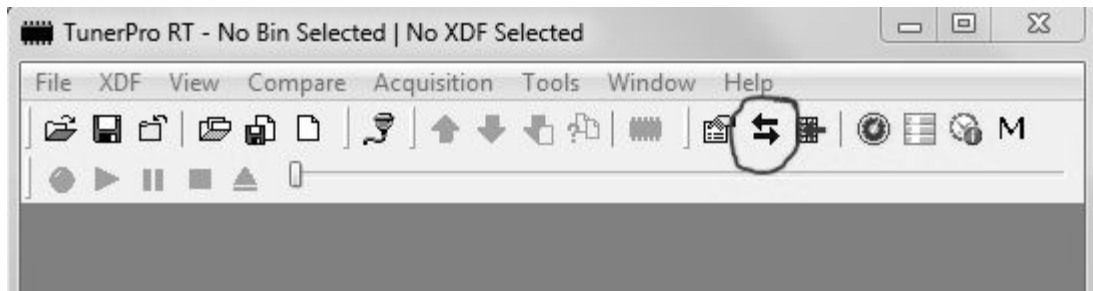 TunerPro RT - No Bin Selected | No XDF Selected
File XDF View Compare Acquisition Tools Window Help
M